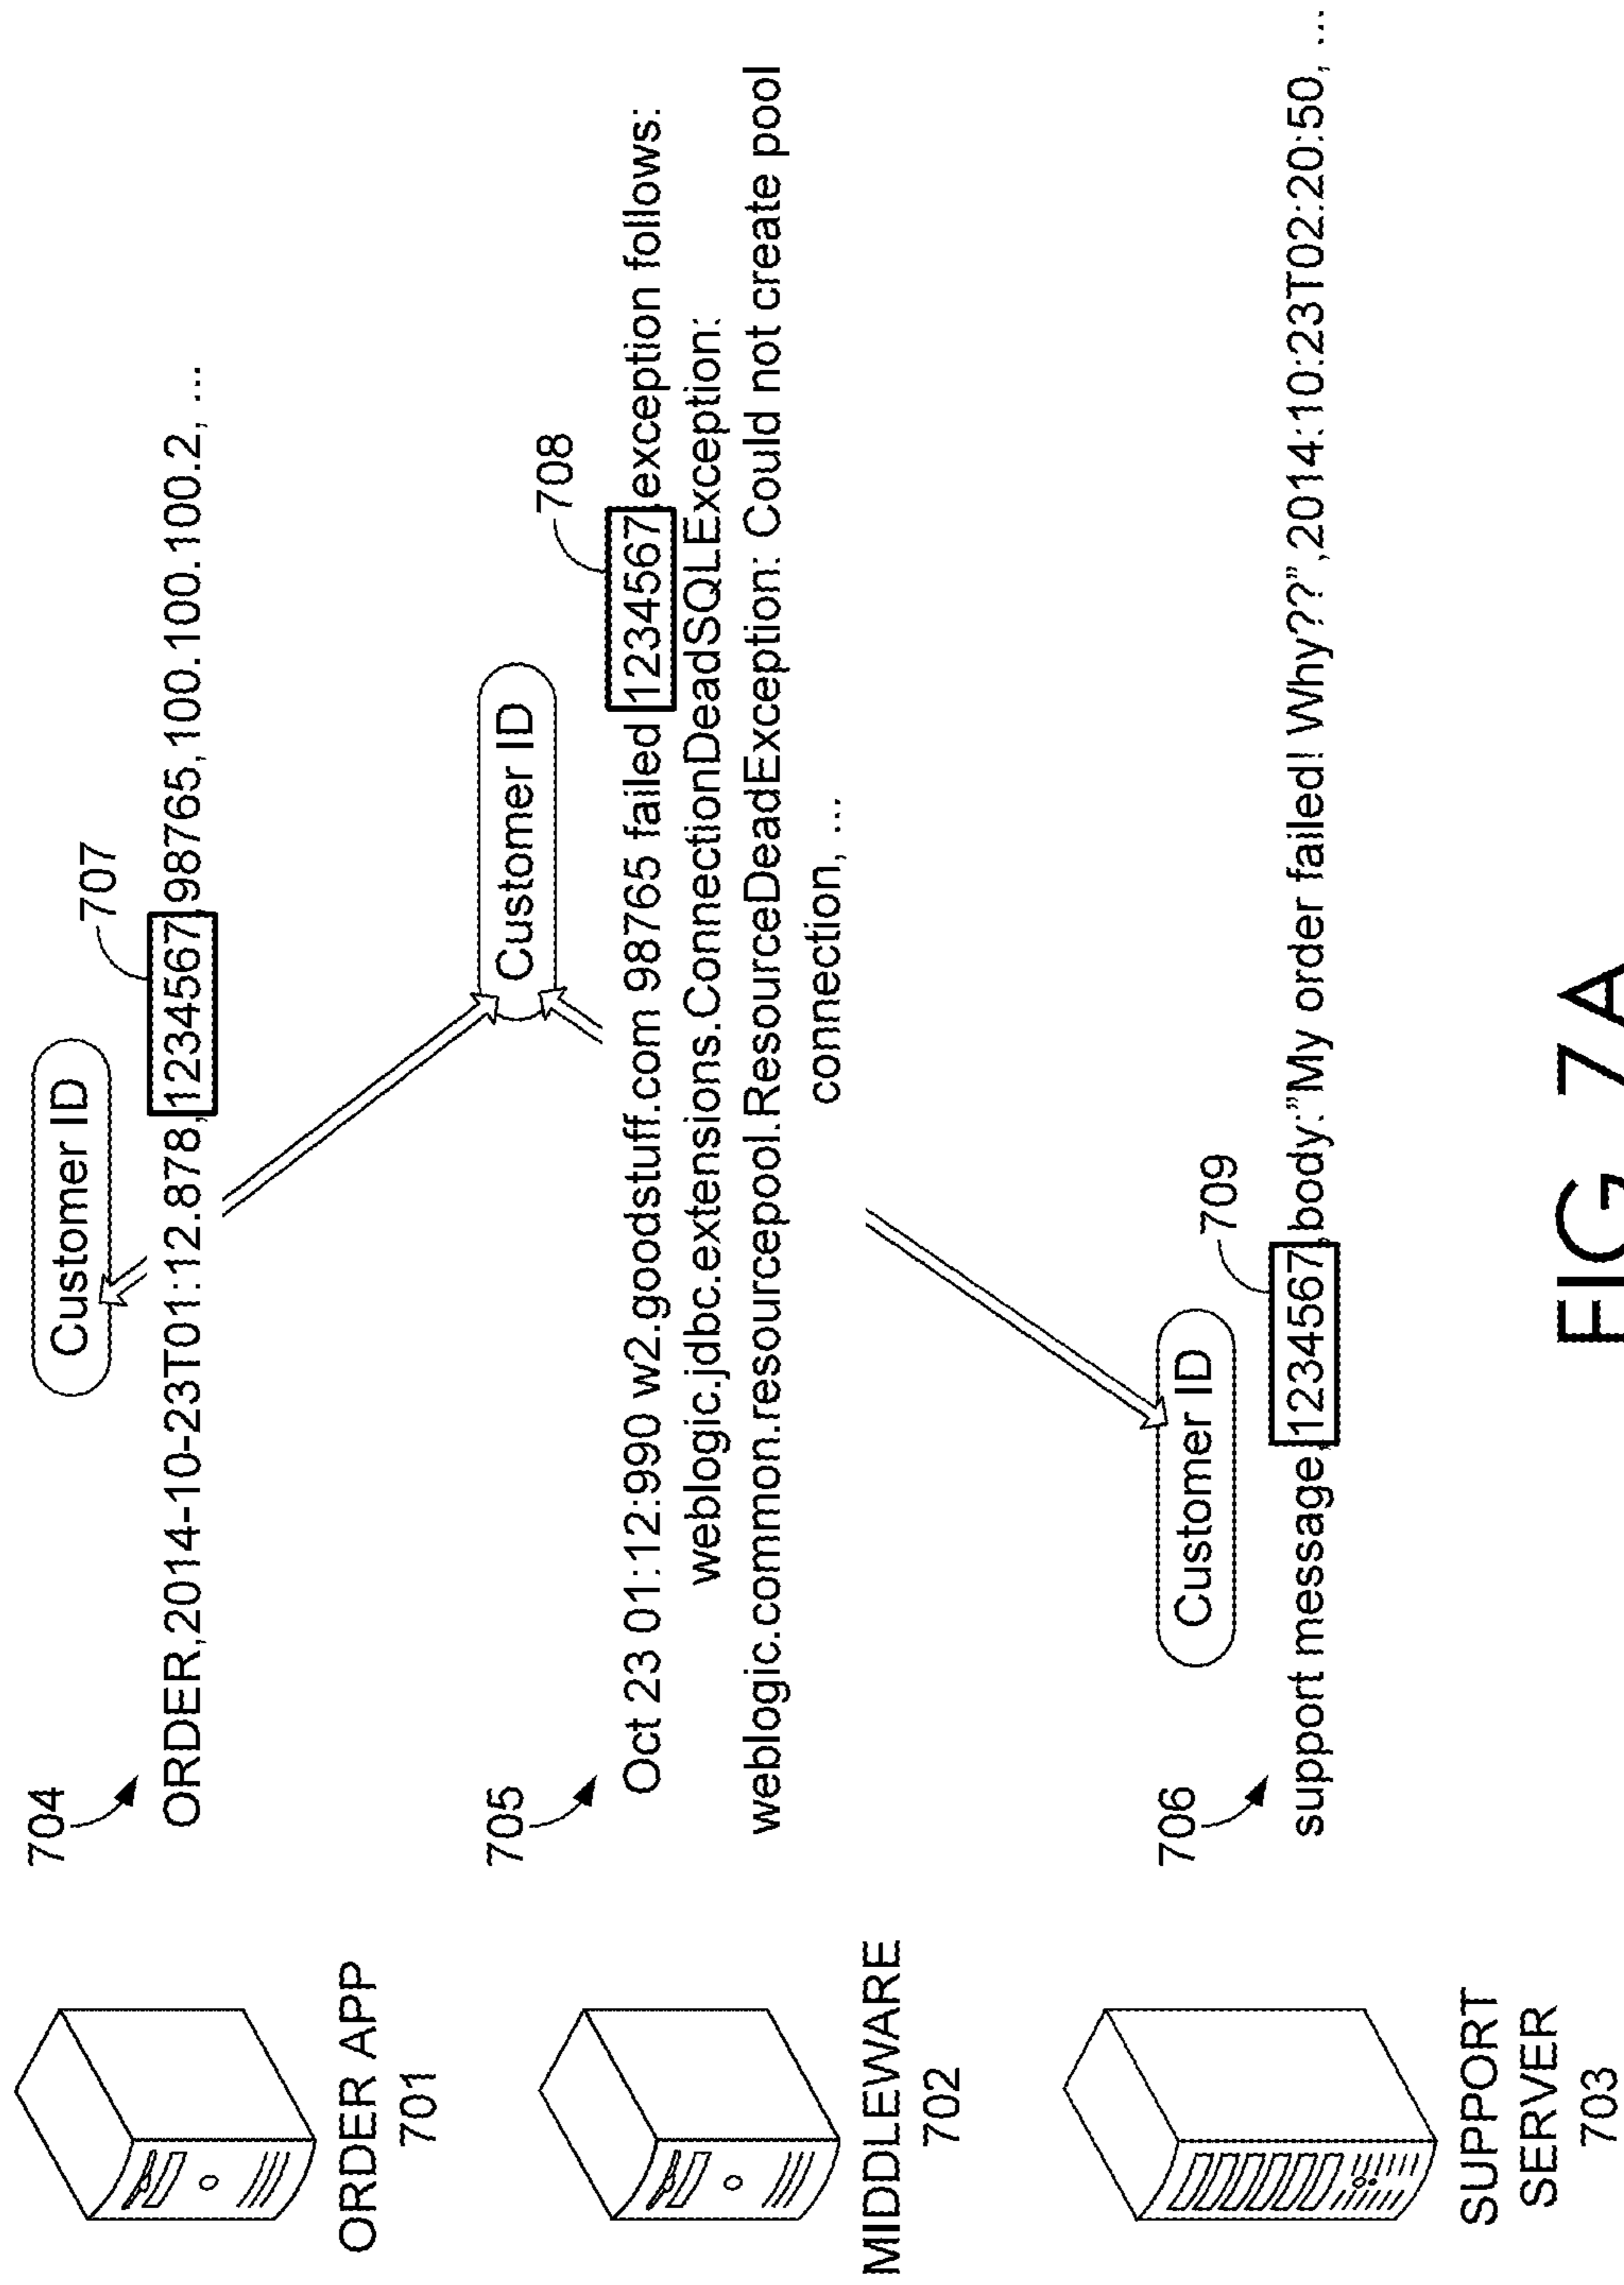 704
Customer ID
707
ORDER,2014-10-23T01:12.878,1234567,98765,100.100.100.2, ...
ORDER APP
701
705
Customer ID
708
Oct 23 01:12:990 w2.goodstuff.com 98765 failed 1234567,exception follows:
weblogic.jdbc.extensions.ConnectionDeadSQLException:
weblogic.common.resourcepool.ResourceDeadException: Could not create pool
connection, ...
MIDDLEWARE
702
706
Customer ID
709
support message,1234567,body:”My order failed! Why??”,2014:10:23T02:20:50, ...
SUPPORT
SERVER
703
FIG. 7A